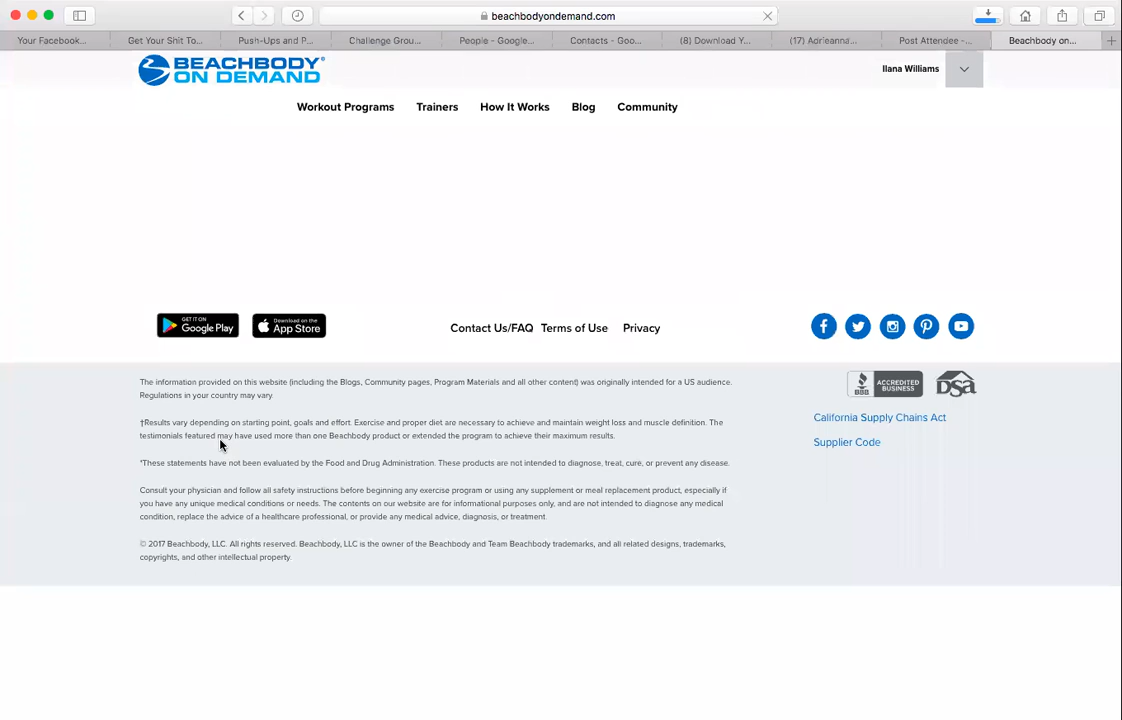 beachbodyondemand.com
Your Facebook...
Get Your Shit To...
Push-Ups and P...
Challenge Grou...
People - Google...
Contacts - Goo...
(8) Download Y...
(17) Adrieanna...
Post Attendee -...
Beachbody on...
BEACHBODY
ON DEMAND
Ilana Williams
Workout Programs Trainers How It Works Blog Community
GET IT ON
Google Play
Download on the
App Store
Contact Us/FAQ Terms of Use Privacy
The information provided on this website (including the Blogs, Community pages, Program Materials and all other content) was originally intended for a US audience.
Regulations in your country may vary.
†Results vary depending on starting point, goals and effort. Exercise and proper diet are necessary to achieve and maintain weight loss and muscle definition. The
testimonials featured may have used more than one Beachbody product or extended the program to achieve their maximum results.
*These statements have not been evaluated by the Food and Drug Administration. These products are not intended to diagnose, treat, cure, or prevent any disease.
Consult your physician and follow all safety instructions before beginning any exercise program or using any supplement or meal replacement product, especially if
you have any unique medical conditions or needs. The contents on our website are for informational purposes only, and are not intended to diagnose any medical
condition, replace the advice of a healthcare professional, or provide any medical advice, diagnosis, or treatment.
© 2017 Beachbody, LLC. All rights reserved. Beachbody, LLC is the owner of the Beachbody and Team Beachbody trademarks, and all related designs, trademarks,
copyrights, and other intellectual property.
BBB
ACCREDITED
BUSINESS
DSA
California Supply Chains Act
Supplier Code